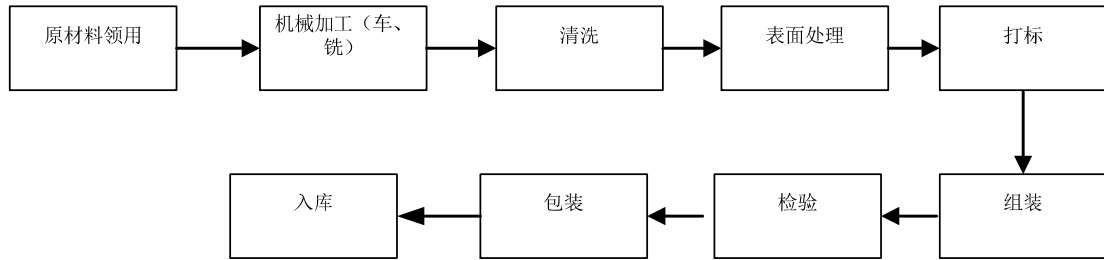 原材料领用
机械加工（车、
铣）
清洗
表面处理
打标
组装
检验
包装
入库